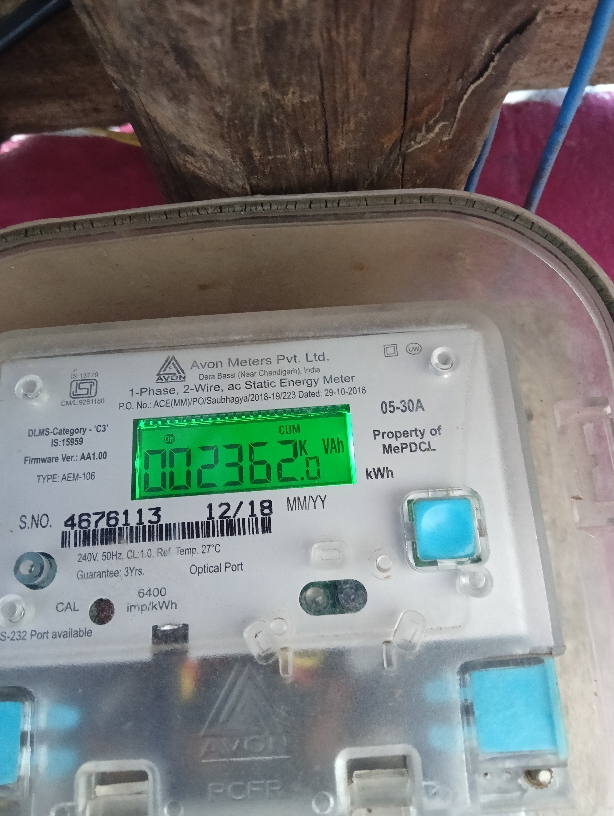 Avon Meters Pvt. Ltd.
AVON
Dera Bassi (Near Chandigarh), India
IS 13779
ISI
1-Phase, 2-Wire, ac Static Energy Meter
P.O. No.: ACE(MM)/PO/Saubhagya/2018-19/223 Dated: 29-10-2018
05-30A
DLMS-Category - 'C3'
IS:15959
Firmware Ver.: AA1.00
TYPE: AEM-106
CUM
002362.0 K VAh
Property of
MePDCL
kWh
S.NO. 4676113 12/18 MM/YY
240V, 50Hz, CL:1.0, Ref. Temp. 27°C
Guarantee: 3Yrs. Optical Port
CAL 6400
imp/kWh
S-232 Port available
AVON